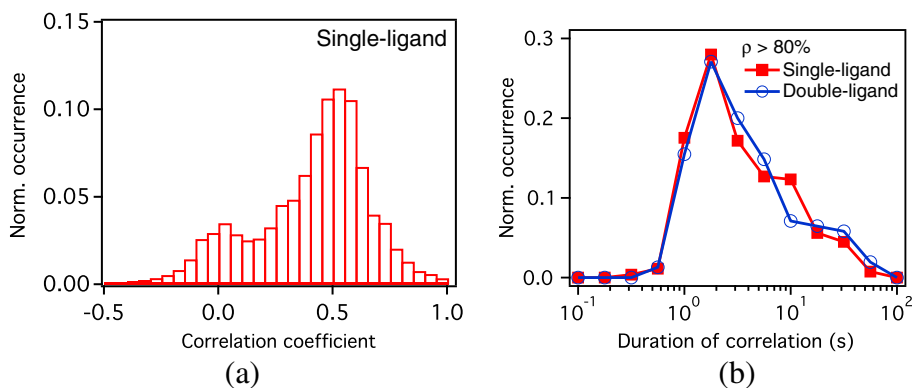 0.15
0.10
0.05
0.00
Norm. occurrence
Single-ligand
-0.5
0.0
0.5
1.0
Correlation coefficient
(a)
0.3
0.2
0.1
0.0
Norm. occurrence
ρ > 80%
Single-ligand
Double-ligand
10⁻¹
10⁰
10¹
10²
Duration of correlation (s)
(b)